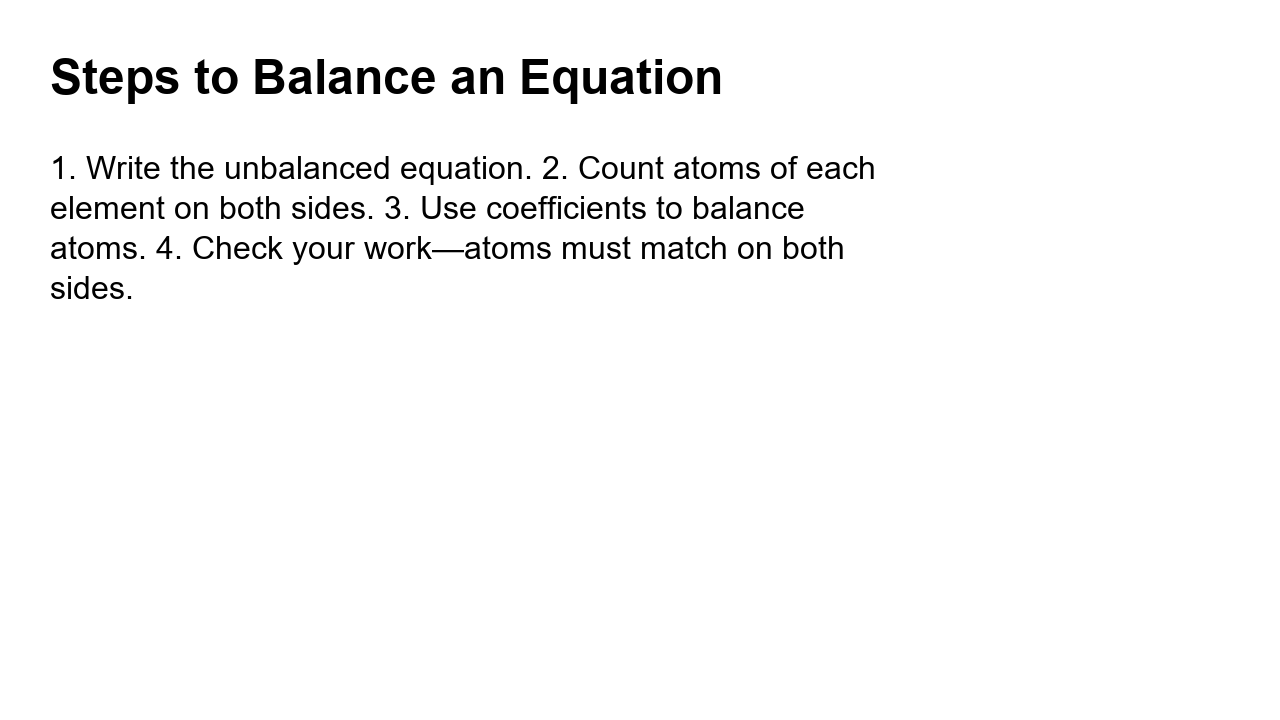 Steps to Balance an Equation
1. Write the unbalanced equation. 2. Count atoms of each
element on both sides. 3. Use coefficients to balance
atoms. 4. Check your work—atoms must match on both
sides.